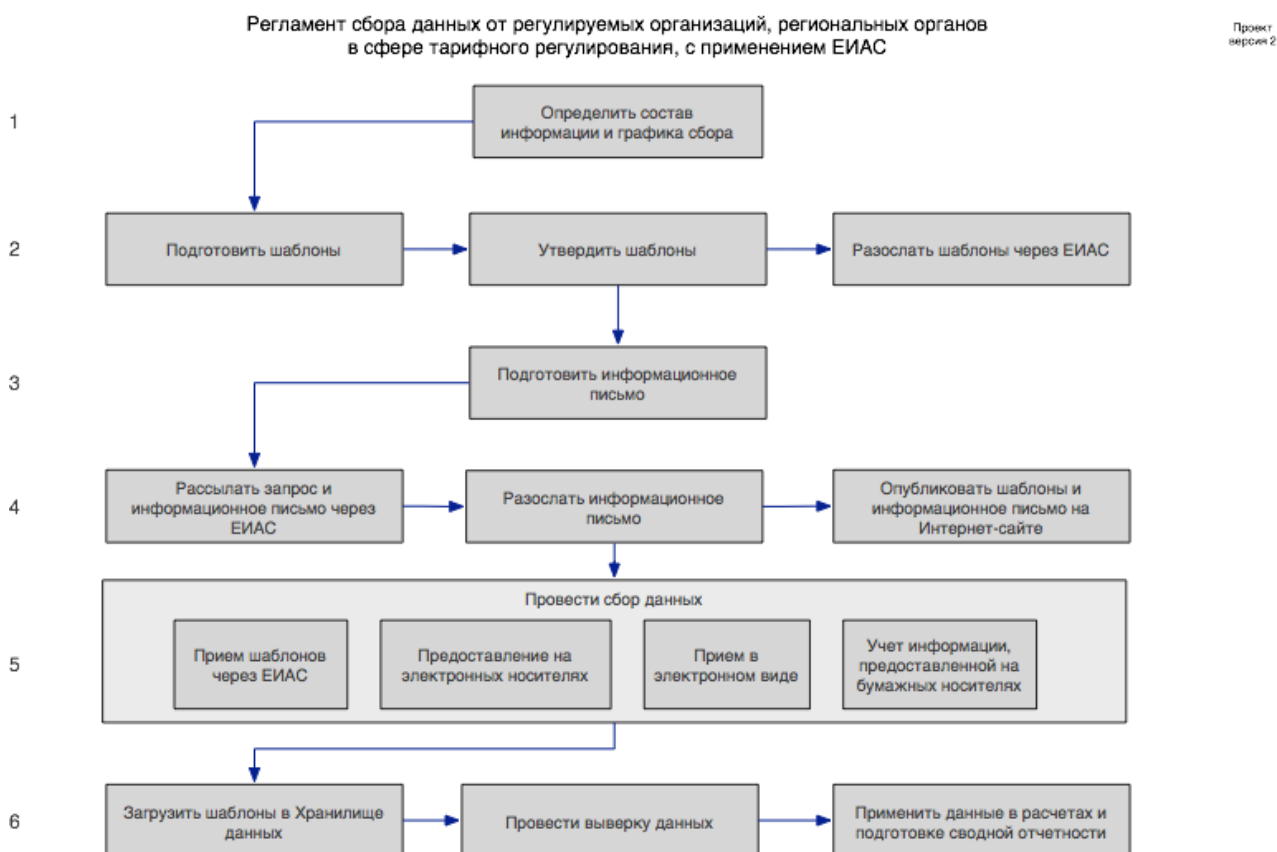 Регламент сбора данных от регулируемых организаций, региональных органов
в сфере тарифного регулирования, с применением ЕИАС
Проект
версия 2
1
Определить состав
информации и графика сбора
2
Подготовить шаблоны
Утвердить шаблоны
Разослать шаблоны через ЕИАС
3
Подготовить информационное
письмо
4
Рассылать запрос и
информационное письмо через
ЕИАС
Разослать информационное
письмо
Опубликовать шаблоны и
информационное письмо на
Интернет-сайте
Провести сбор данных
5
Прием шаблонов
через ЕИАС
Предоставление на
электронных носителях
Прием в
электронном виде
Учет информации,
предоставленной на
бумажных носителях
6
Загрузить шаблоны в Хранилище
данных
Провести выверку данных
Применить данные в расчетах и
подготовке сводной отчетности